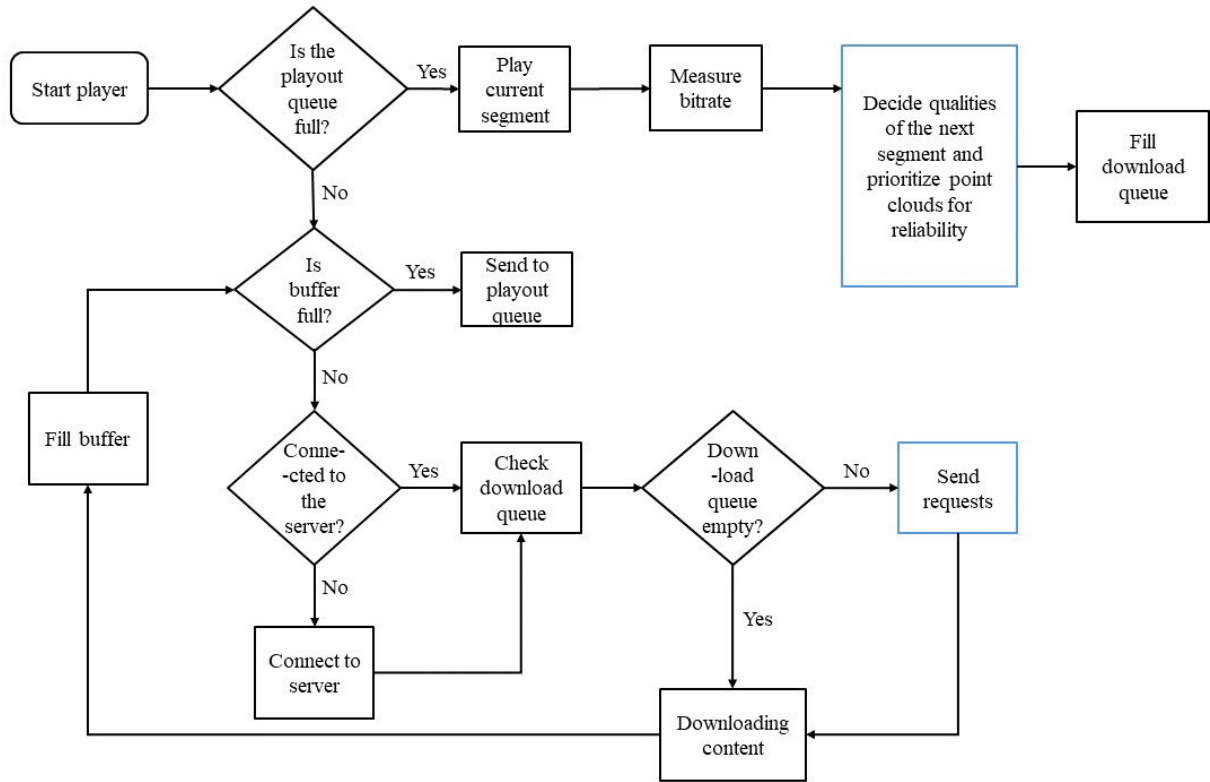 Start player
Is the
playout
queue
full?
Yes
Play
current
segment
Measure
bitrate
Decide qualities
of the next
segment and
prioritize point
clouds for
reliability
Fill
download
queue
No
Is
buffer
full?
Yes
Send to
playout
queue
No
Fill buffer
Conne-
-cted to
the
server?
Yes
Check
download
queue
Down
-load
queue
empty?
No
Send
requests
No
Yes
Connect to
server
Downloading
content